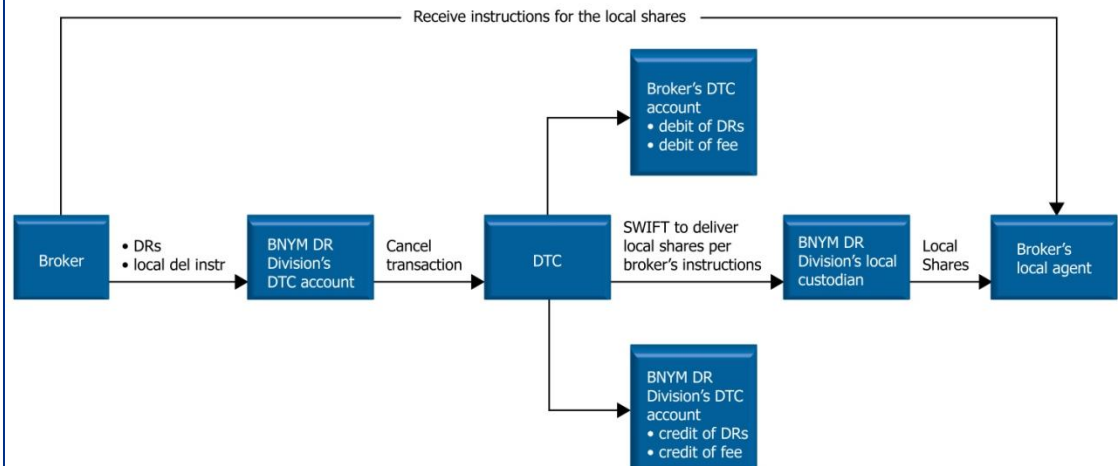 Receive instructions for the local shares
Broker's DTC
account
• debit of DRs
• debit of fee
Broker
• DRs
• local del instr
BNYM DR
Division's
DTC account
Cancel
transaction
DTC
SWIFT to deliver
local shares per
broker's instructions
BNYM DR
Division's local
custodian
Local
Shares
Broker's
local agent
BNYM DR
Division's DTC
account
• credit of DRs
• credit of fee